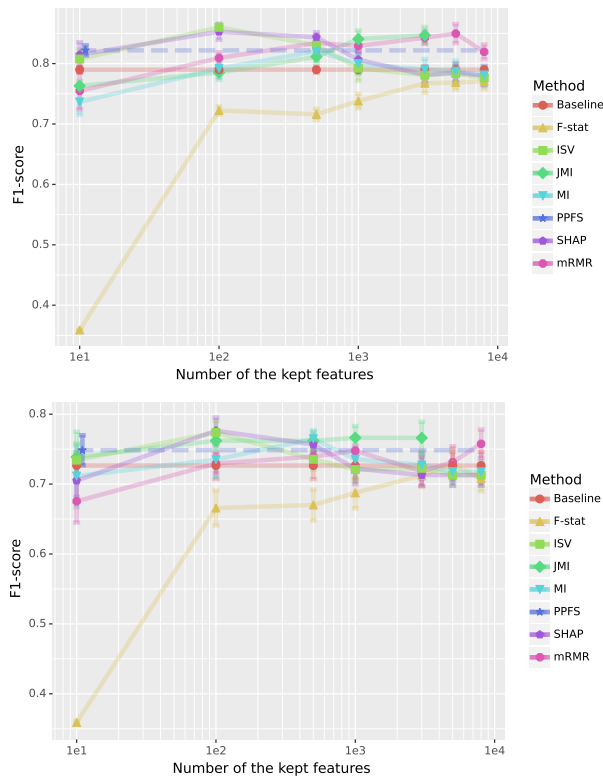 0.8
0.7
0.6
0.5
0.4
F1-score
1e1
1e2
1e3
1e4
Number of the kept features
Method
Baseline
F-stat
ISV
JMI
MI
PPFS
SHAP
mRMR
0.8
0.7
0.6
0.5
0.4
F1-score
1e1
1e2
1e3
1e4
Number of the kept features
Method
Baseline
F-stat
ISV
JMI
MI
PPFS
SHAP
mRMR